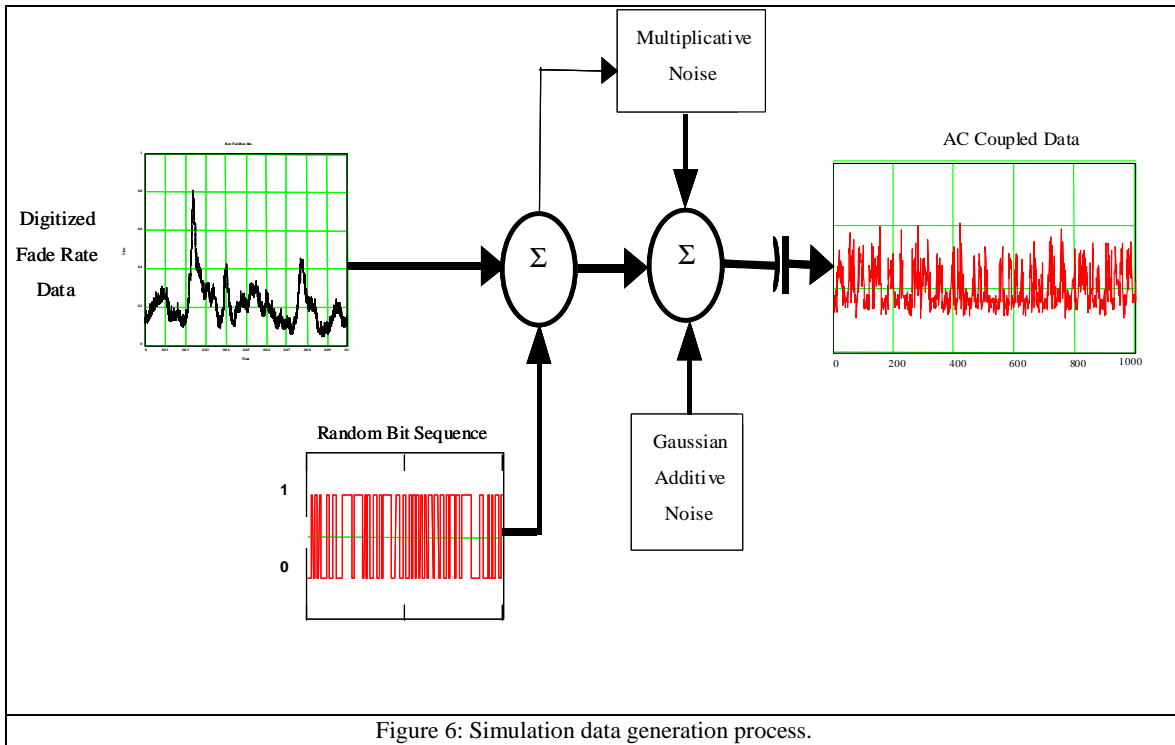 Multiplicative
Noise
AC Coupled Data
Digitized
Fade Rate
Data
Σ
Σ
0
200
400
600
800
1000
Time
Random Bit Sequence
1
0
Gaussian
Additive
Noise
Figure 6: Simulation data generation process.